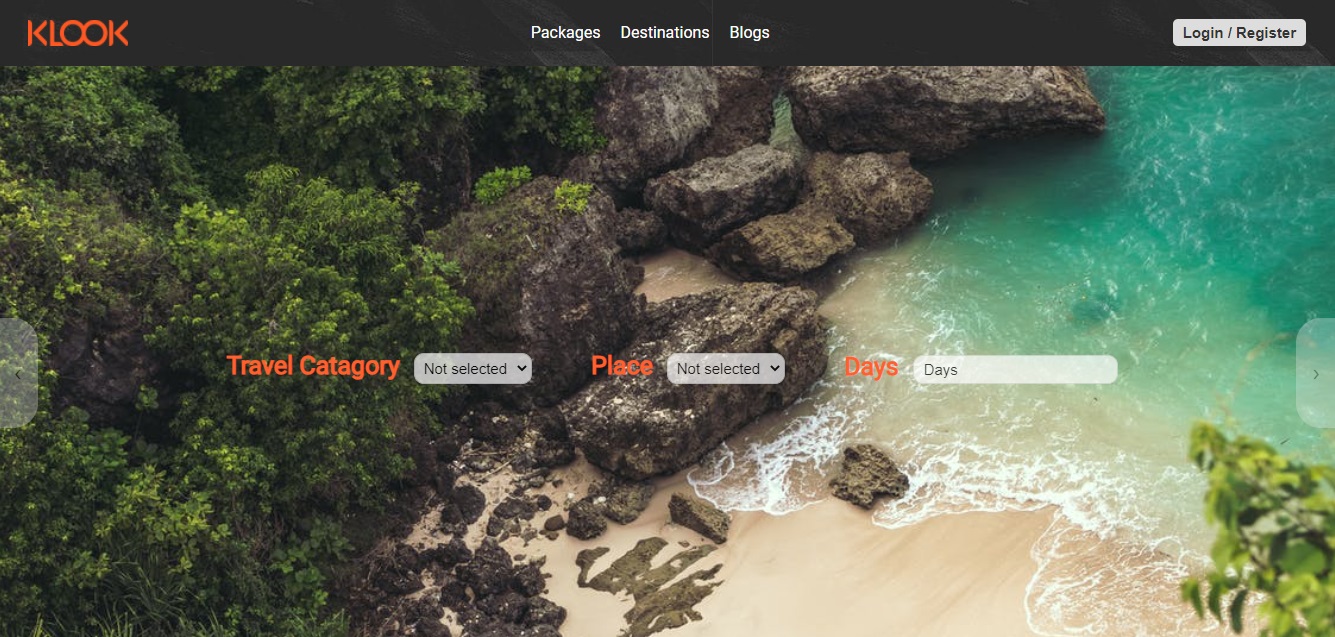 KLOOK
Packages Destinations Blogs
Login / Register
Travel Catagory Not selected Place Not selected Days Days